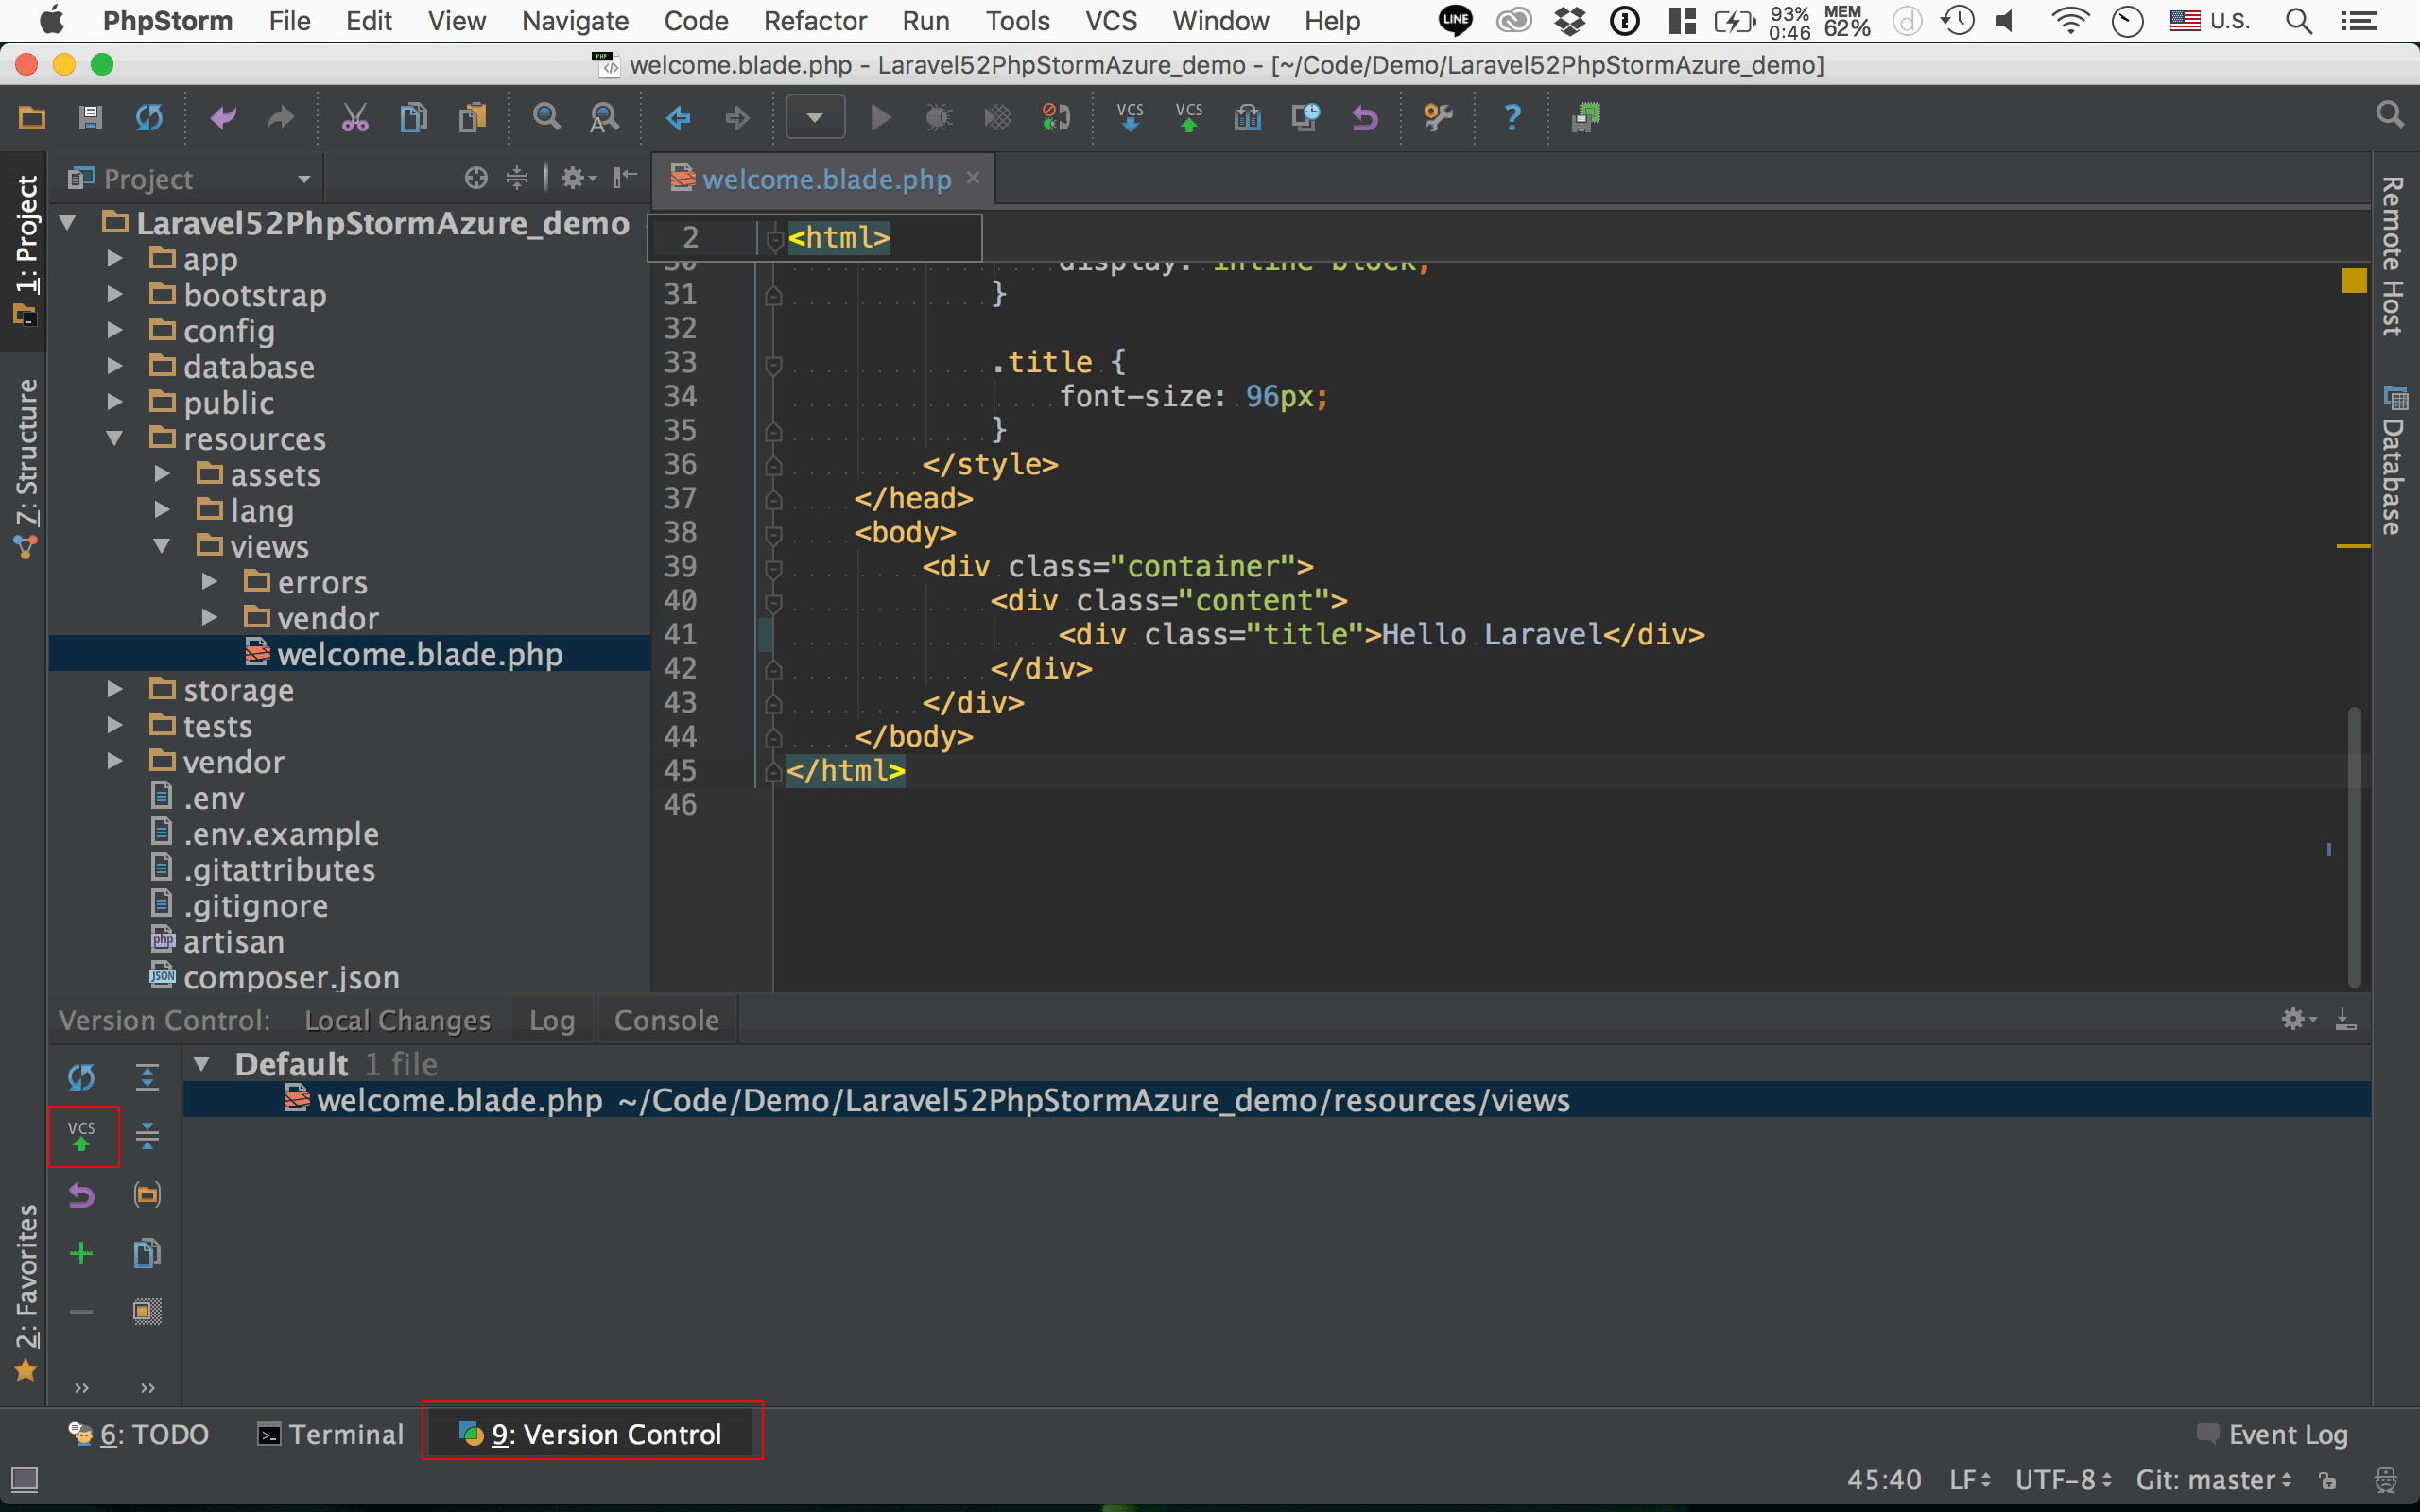 PhpStorm File Edit View Navigate Code Refactor Run Tools VCS Window Help LINE 93% 0:46 MEM 62% U.S.
welcome.blade.php - Laravel52PhpStormAzure_demo - [~/Code/Demo/Laravel52PhpStormAzure_demo]
VCS VCS
1: Project
7: Structure
2: Favorites
Project
Laravel52PhpStormAzure_demo
app
bootstrap
config
database
public
resources
assets
lang
views
errors
vendor
welcome.blade.php
storage
tests
vendor
.env
.env.example
.gitattributes
.gitignore
artisan
composer.json
welcome.blade.php
2 <html>
30 display: inline-block;
31 }
32
33 .title {
34 font-size: 96px;
35 }
36 </style>
37 </head>
38 <body>
39 <div class="container">
40 <div class="content">
41 <div class="title">Hello Laravel</div>
42 </div>
43 </div>
44 </body>
45 </html>
46
Remote Host
Database
Version Control: Local Changes Log Console
Default 1 file
welcome.blade.php ~/Code/Demo/Laravel52PhpStormAzure_demo/resources/views
VCS
6: TODO Terminal 9: Version Control Event Log
45:40 LF UTF-8 Git: master